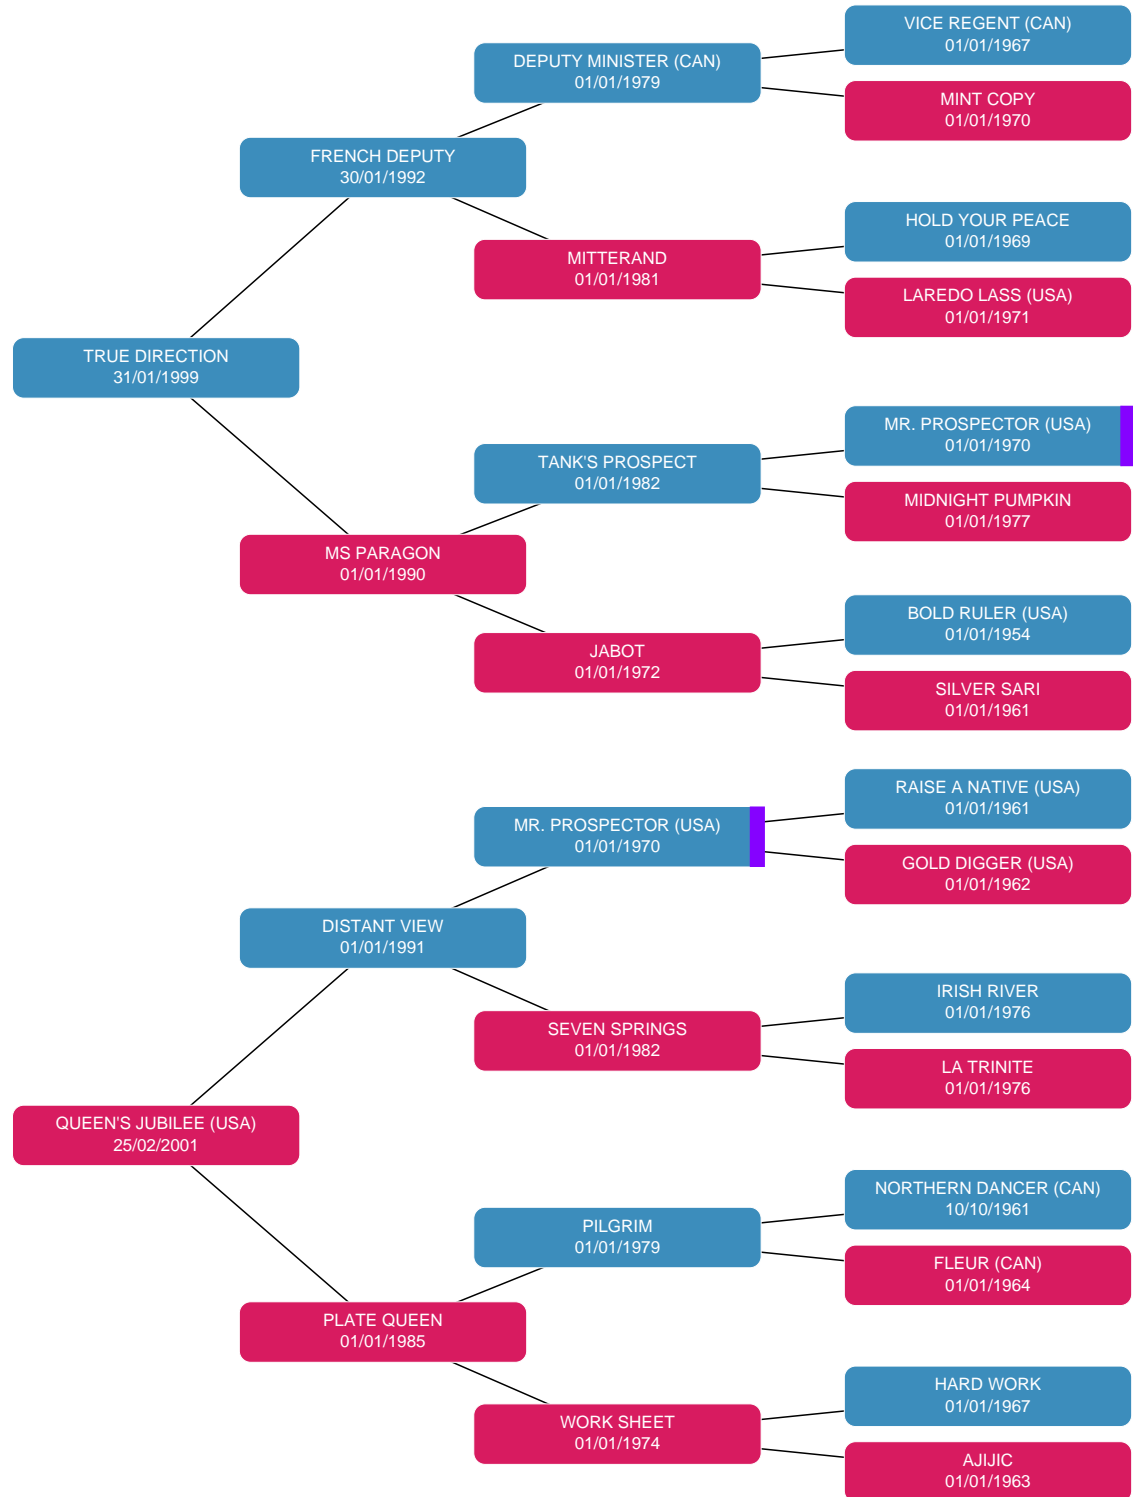 VICE REGENT (CAN)
01/01/1967
DEPUTY MINISTER (CAN)
01/01/1979
MINT COPY
01/01/1970
FRENCH DEPUTY
30/01/1992
HOLD YOUR PEACE
01/01/1969
MITTERAND
01/01/1981
LAREDO LASS (USA)
01/01/1971
TRUE DIRECTION
31/01/1999
MR. PROSPECTOR (USA)
01/01/1970
TANK'S PROSPECT
01/01/1982
MIDNIGHT PUMPKIN
01/01/1977
MS PARAGON
01/01/1990
BOLD RULER (USA)
01/01/1954
JABOT
01/01/1972
SILVER SARI
01/01/1961
RAISE A NATIVE (USA)
01/01/1961
MR. PROSPECTOR (USA)
01/01/1970
GOLD DIGGER (USA)
01/01/1962
DISTANT VIEW
01/01/1991
IRISH RIVER
01/01/1976
SEVEN SPRINGS
01/01/1982
LA TRINITE
01/01/1976
QUEEN'S JUBILEE (USA)
25/02/2001
NORTHERN DANCER (CAN)
10/10/1961
PILGRIM
01/01/1979
FLEUR (CAN)
01/01/1964
PLATE QUEEN
01/01/1985
HARD WORK
01/01/1967
WORK SHEET
01/01/1974
AJIJIC
01/01/1963